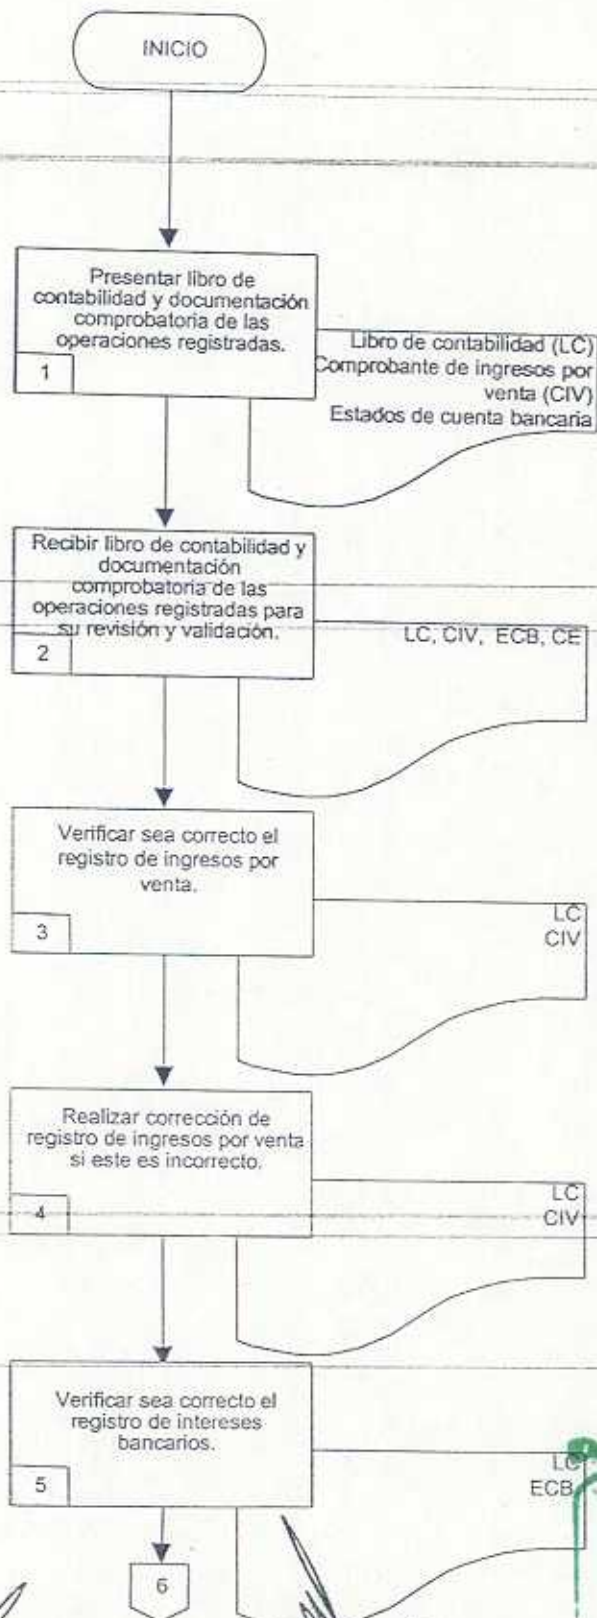 INICIO
Presentar libro de
contabilidad y documentación
comprobatoria de las
operaciones registradas.
1
Libro de contabilidad (LC)
Comprobante de ingresos por
venta (CIV)
Estados de cuenta bancaria
Recibir libro de contabilidad y
documentación
comprobatoria de las
operaciones registradas para
su revisión y validación.
2
LC, CIV, ECB, CE
Verificar sea correcto el
registro de ingresos por
venta.
3
LC
CIV
Realizar corrección de
registro de ingresos por venta
si este es incorrecto.
4
LC
CIV
Verificar sea correcto el
registro de intereses
bancarios.
5
LC
ECB
6